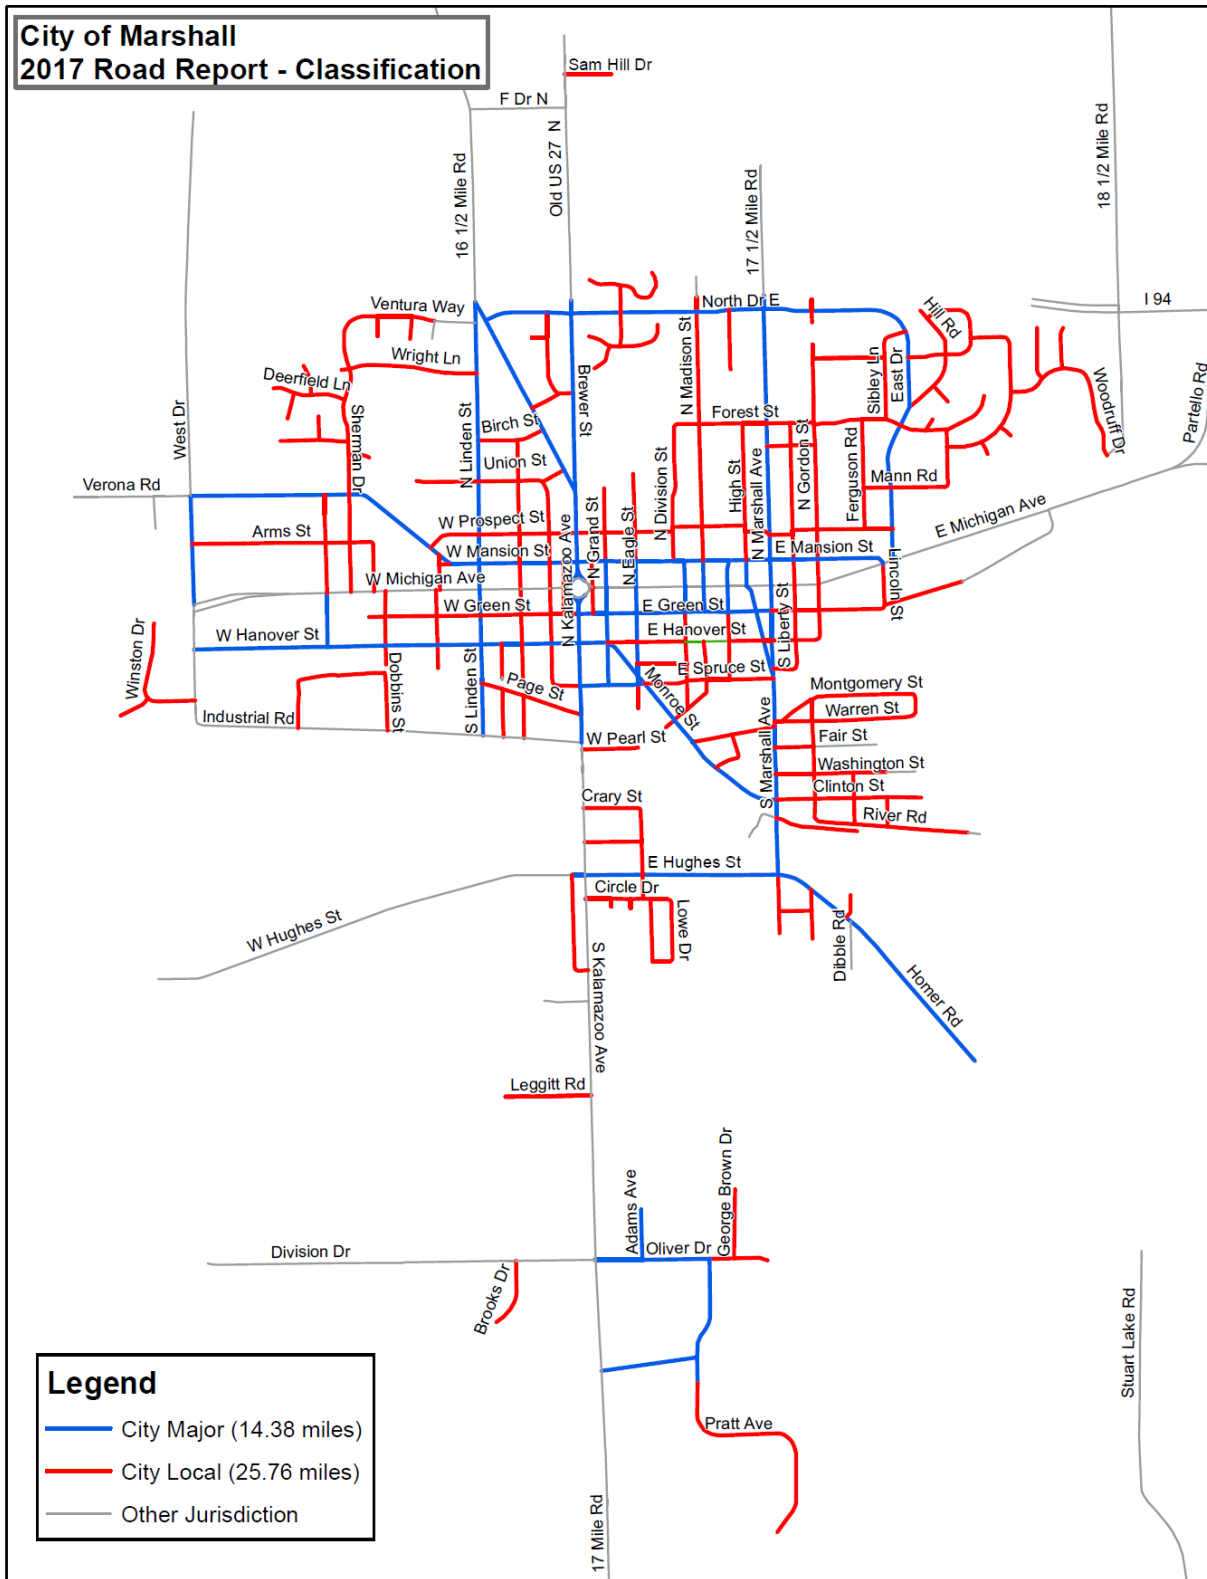 City of Marshall
2017 Road Report - Classification
Sam Hill Dr
F Dr N
Old US 27 N
16 1/2 Mile Rd
17 1/2 Mile Rd
18 1/2 Mile Rd
I 94
Ventura Way
North Dr E
Hill Rd
Wright Ln
Deerfield Ln
Sherman Dr
West Dr
N Linden St
Birch St
Union St
Brewer St
N Madison St
Forest St
Sibley Ln
East Dr
Woodruff Dr
Partello Rd
Verona Rd
Arms St
W Prospect St
W Mansion St
W Michigan Ave
N Kalamazoo Ave
N Grand St
N Eagle St
N Division St
High St
N Marshall Ave
N Gordon St
Ferguson Rd
Mann Rd
E Michigan Ave
E Mansion St
Lincoln St
W Green St
E Green St
W Hanover St
E Hanover St
S Liberty St
Winston Dr
Dobbins St
S Linden St
Page St
E Spruce St
Monroe St
Industrial Rd
W Pearl St
S Marshall Ave
Montgomery St
Warren St
Fair St
Washington St
Clinton St
River Rd
Crary St
E Hughes St
Circle Dr
Lowe Dr
W Hughes St
Dibble Rd
Homer Rd
S Kalamazoo Ave
Leggitt Rd
Adams Ave
George Brown Dr
Oliver Dr
Division Dr
Brooks Dr
Stuart Lake Rd
Pratt Ave
17 Mile Rd
Legend
City Major (14.38 miles)
City Local (25.76 miles)
Other Jurisdiction